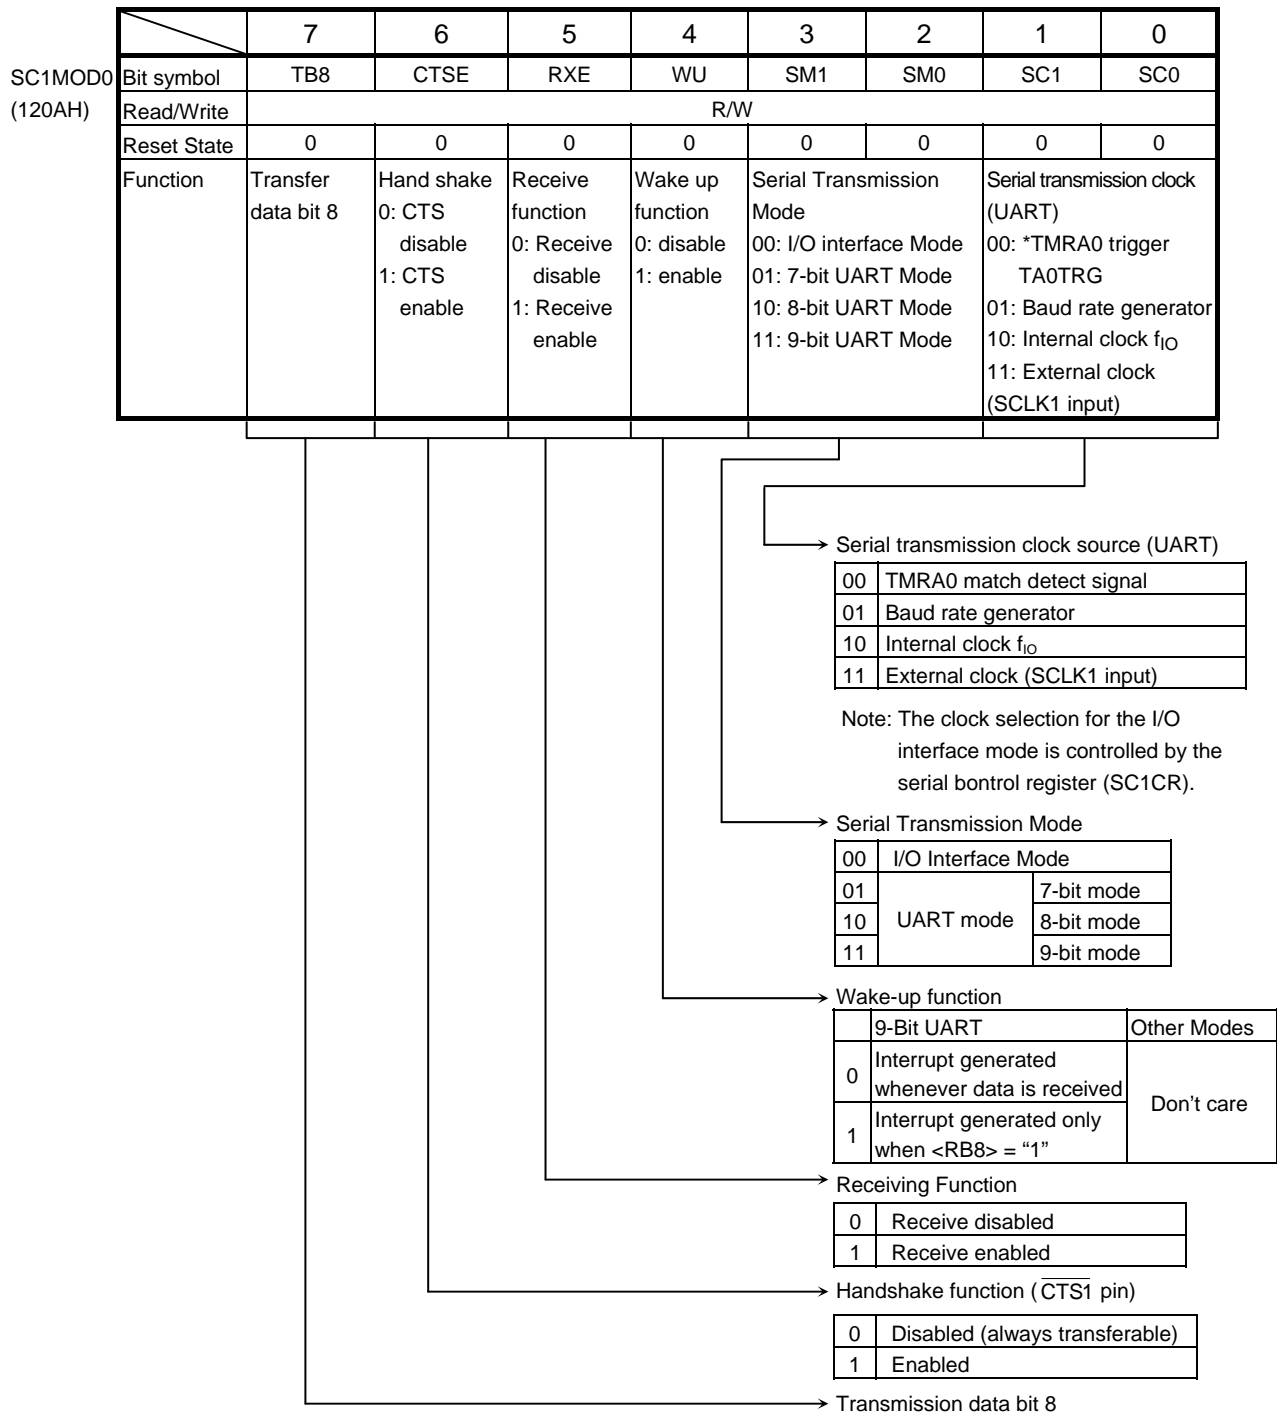 7 6 5 4 3 2 1 0
SC1MOD0 Bit symbol TB8 CTSE RXE WU SM1 SM0 SC1 SC0
(120AH) Read/Write R/W
Reset State 0 0 0 0 0 0 0 0
Function Transfer Hand shake Receive Wake up Serial Transmission Serial transmission clock
data bit 8 0: CTS function function Mode (UART)
disable 0: Receive 0: disable 00: I/O interface Mode 00: *TMRA0 trigger
1: CTS disable 1: enable 01: 7-bit UART Mode TA0TRG
enable 1: Receive 10: 8-bit UART Mode 01: Baud rate generator
enable 11: 9-bit UART Mode 10: Internal clock fIO
11: External clock
(SCLK1 input)
Serial transmission clock source (UART)
00 TMRA0 match detect signal
01 Baud rate generator
10 Internal clock fIO
11 External clock (SCLK1 input)
Note: The clock selection for the I/O
interface mode is controlled by the
serial bontrol register (SC1CR).
Serial Transmission Mode
00 I/O Interface Mode
01 7-bit mode
10 UART mode 8-bit mode
11 9-bit mode
Wake-up function
9-Bit UART Other Modes
0 Interrupt generated
whenever data is received
Don't care
1 Interrupt generated only
when <RB8> = “1”
Receiving Function
0 Receive disabled
1 Receive enabled
Handshake function ( CTS1 pin)
0 Disabled (always transferable)
1 Enabled
Transmission data bit 8